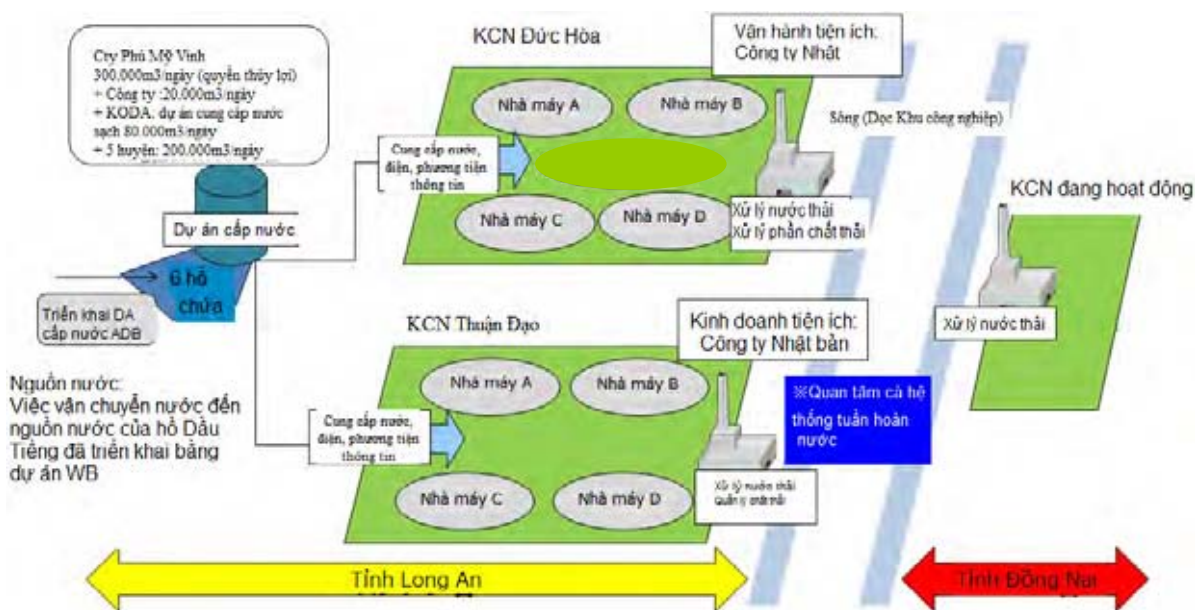 KCN Đức Hòa
Vận hành tiện ích:
Công ty Nhật
Cty Phú Mỹ Vinh
300.000m3/ngày (quyền thủy lợi)
+ Công ty :20.000m3/ngày
+ KODA: dự án cung cấp nước
sạch 80.000m3/ngày
+ 5 huyện: 200.000m3/ngày
Nhà máy A
Nhà máy B
Sông (Dọc Khu công nghiệp)
Cung cấp nước,
điện, phương tiện
thông tin
KCN đang hoạt động
Nhà máy C
Nhà máy D
Xử lý nước thải
Xử lý phần chất thải
Dự án cấp nước
6 hồ
chứa
Triển khai DA
cấp nước ADB
KCN Thuận Đạo
Kinh doanh tiện ích:
Công ty Nhật bản
Xử lý nước thải
Nhà máy A
Nhà máy B
※Quan tâm cả hệ
thống tuần hoàn
nước
Nguồn nước:
Việc vận chuyển nước đến
nguồn nước của hồ Dầu
Tiếng đã triển khai bằng
dự án WB
Cung cấp nước,
điện, phương tiện
thông tin
Nhà máy C
Nhà máy D
Xử lý nước thải
Quản lý chất thải
Tỉnh Long An
Tỉnh Đồng Nai